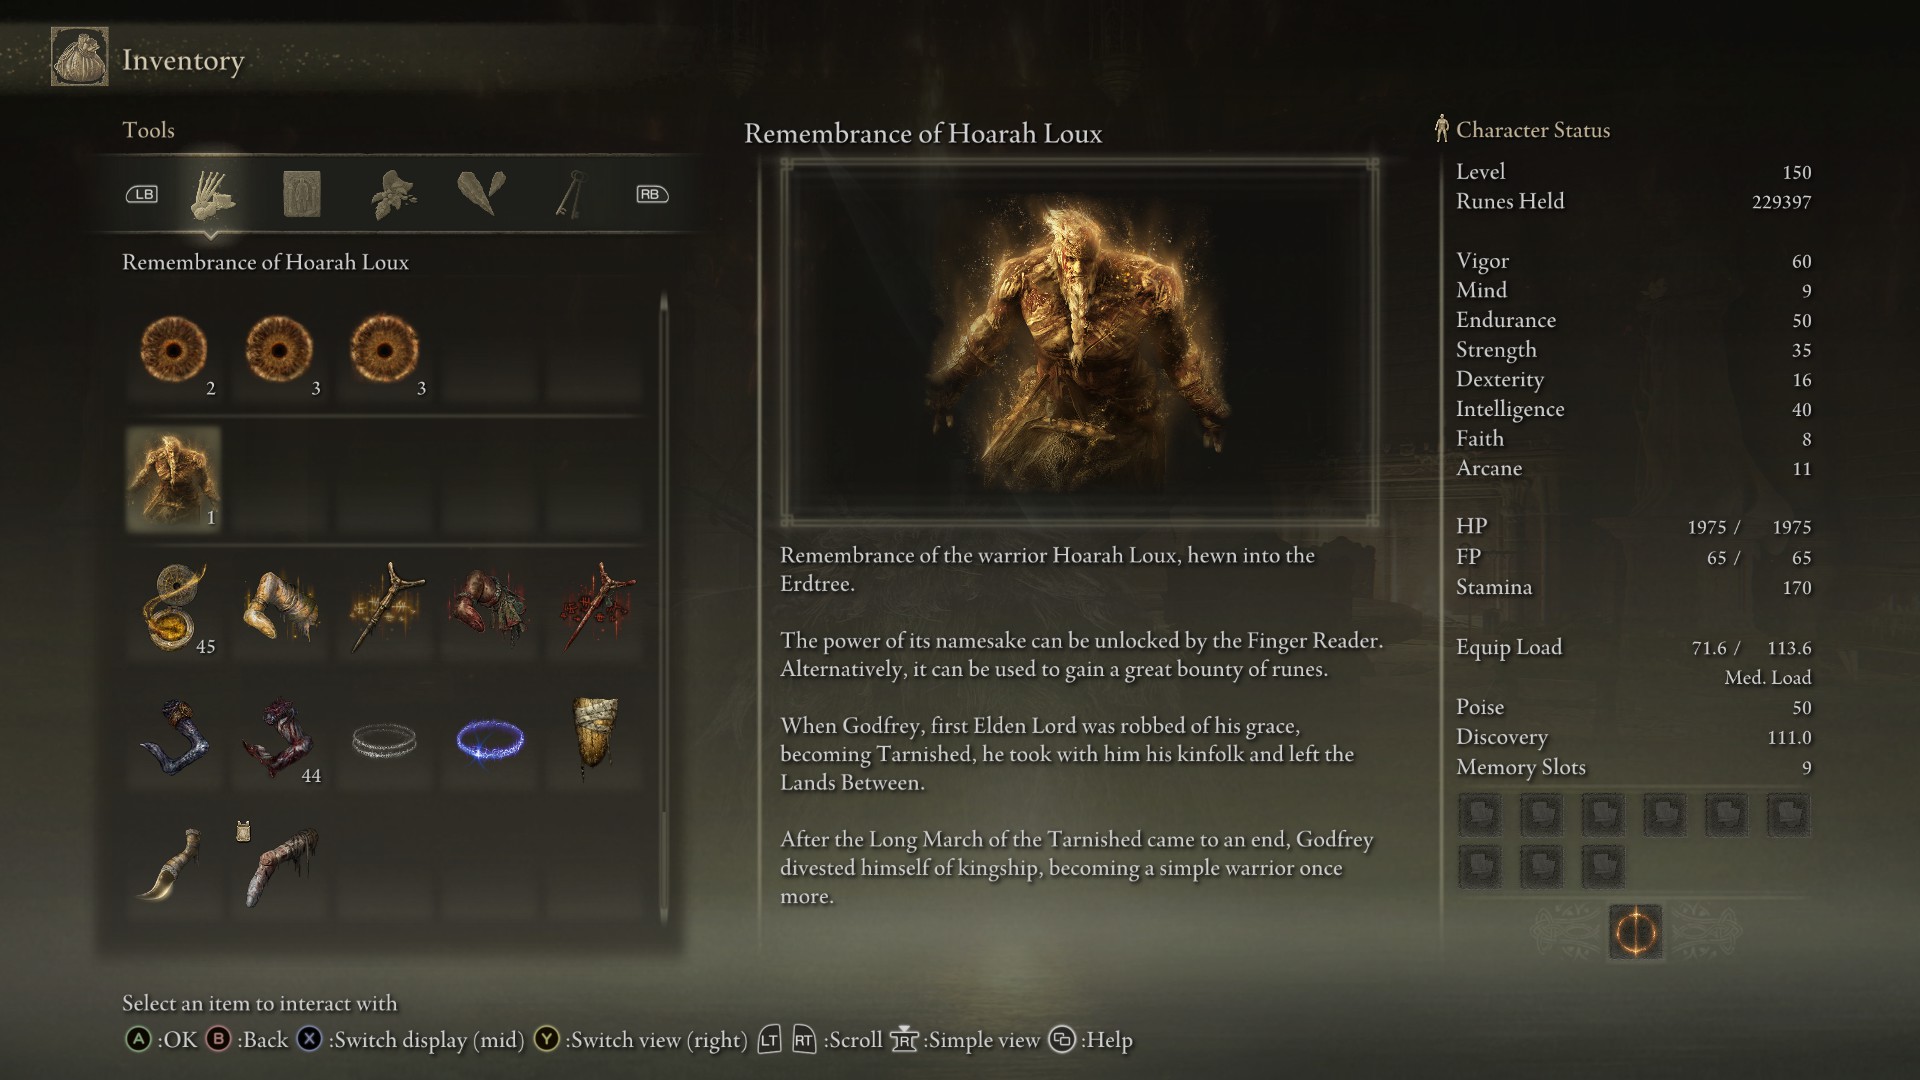 Inventory
Tools
LB
RB
Remembrance of Hoarah Loux
2
3
3
1
45
44
Remembrance of Hoarah Loux
Remembrance of the warrior Hoarah Loux, hewn into the
Erdtree.
The power of its namesake can be unlocked by the Finger Reader.
Alternatively, it can be used to gain a great bounty of runes.
When Godfrey, first Elden Lord was robbed of his grace,
becoming Tarnished, he took with him his kinfolk and left the
Lands Between.
After the Long March of the Tarnished came to an end, Godfrey
divested himself of kingship, becoming a simple warrior once
more.
Character Status
Level 150
Runes Held 229397
Vigor 60
Mind 9
Endurance 50
Strength 35
Dexterity 16
Intelligence 40
Faith 8
Arcane 11
HP 1975 / 1975
FP 65 / 65
Stamina 170
Equip Load 71.6 / 113.6
Med. Load
Poise 50
Discovery 111.0
Memory Slots 9
Select an item to interact with
A :OK B :Back X :Switch display (mid) Y :Switch view (right) LT RT :Scroll R :Simple view :Help